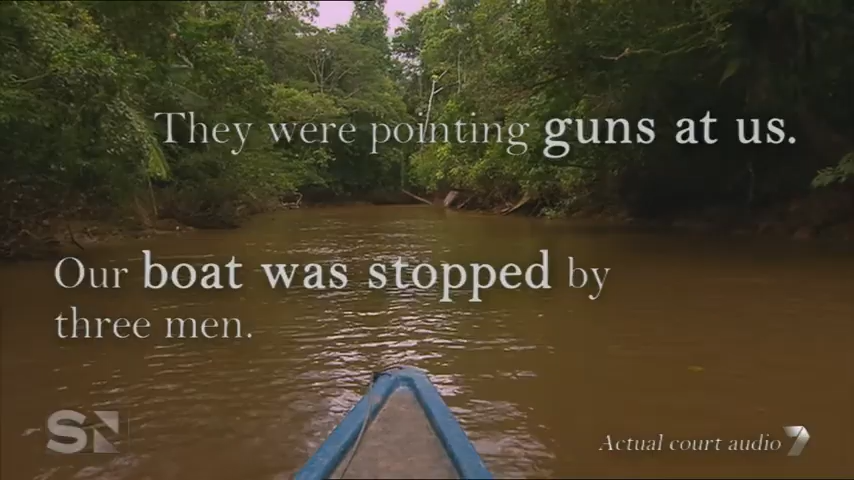 They were pointing guns at us.
Our boat was stopped by
three men.
SN
Actual court audio 7